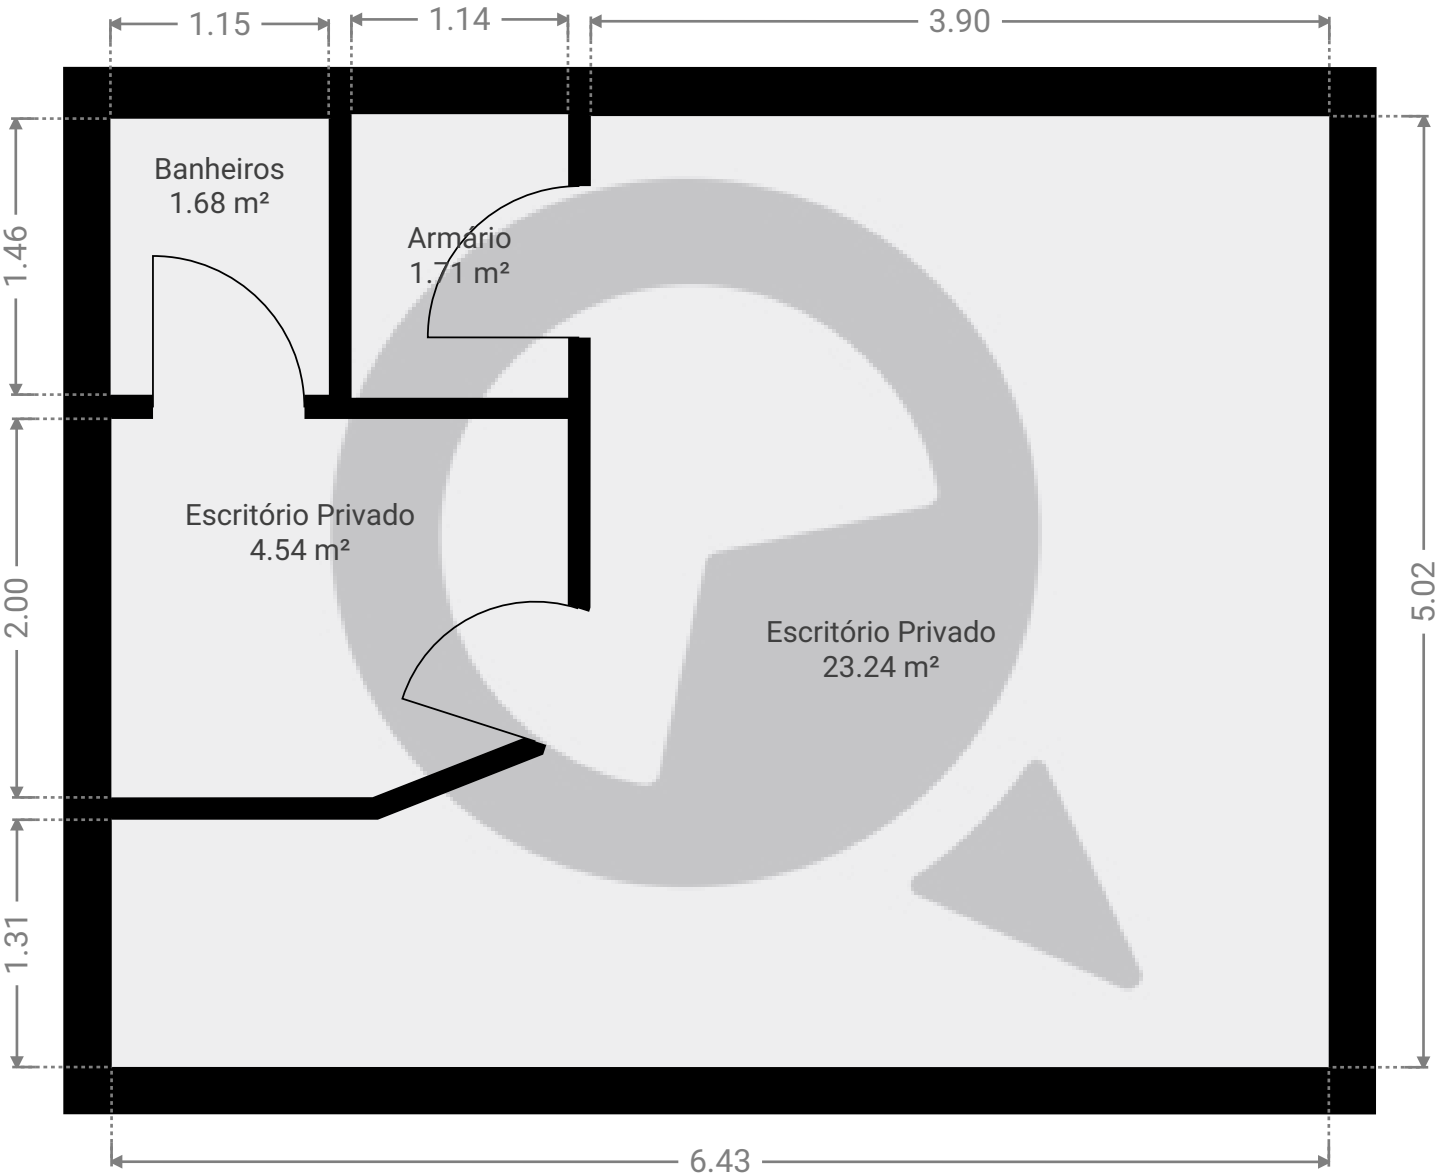 1.15
1.14
3.90
Banheiros
1.68 m²
1.46
Armário
1.71 m²
Escritório Privado
4.54 m²
2.00
5.02
Escritório Privado
23.24 m²
1.31
6.43